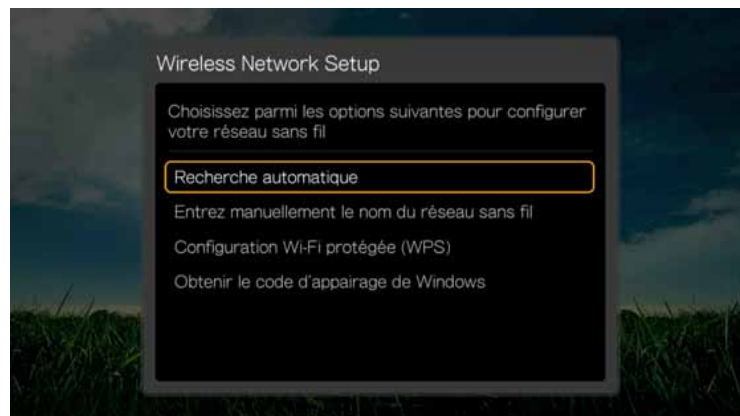 Wireless Network Setup
Choisissez parmi les options suivantes pour configurer
votre réseau sans fil
Recherche automatique
Entrez manuellement le nom du réseau sans fil
Configuration Wi-Fi protégée (WPS)
Obtenir le code d'appairage de Windows